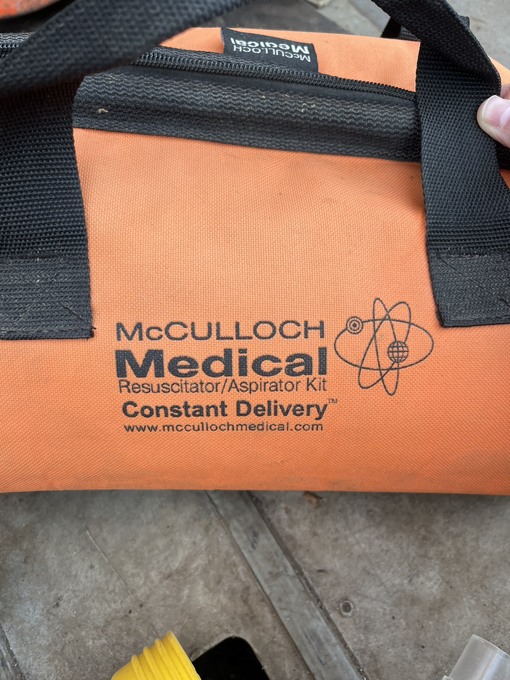 McCULLOCH
Medical
McCULLOCH
Medical
Resuscitator/Aspirator Kit
Constant Delivery™
www.mccullochmedical.com